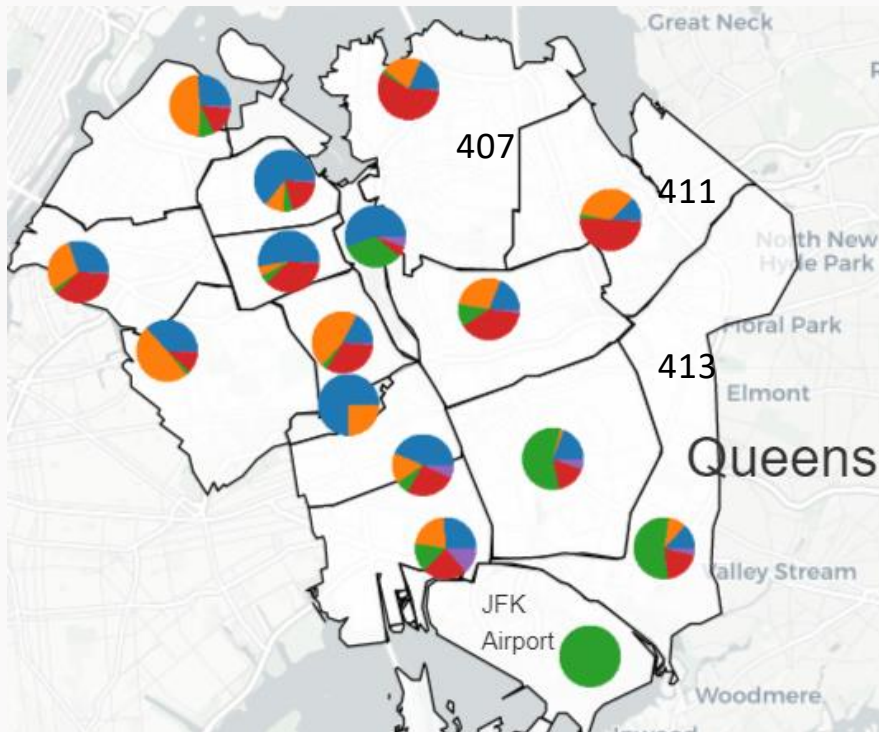 Great Neck
407
411
North New
Hyde Park
Floral Park
413
Elmont
Queens
Valley Stream
JFK
Airport
Woodmere